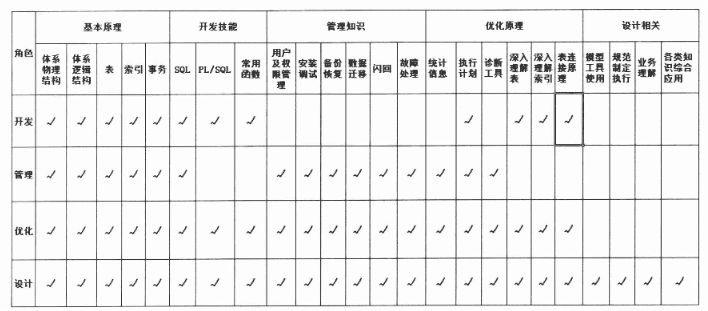 角色 基本原理 开发技能 管理知识 优化原理 设计相关
体系物理结构 体系逻辑结构 表 索引 事务 SQL PL/SQL 常用函数 用户及权限管理 安装调试 备份恢复 数据迁移 闪回 故障处理 统计信息 执行计划 诊断工具 深入理解表 深入理解索引 表连接原理 模型工具使用 规范制定执行 业务理解 各类知识综合应用
开发 ✓ ✓ ✓ ✓ ✓ ✓ ✓ ✓ ✓ ✓ ✓ ✓
管理 ✓ ✓ ✓ ✓ ✓ ✓ ✓ ✓ ✓ ✓ ✓ ✓ ✓ ✓ ✓
优化 ✓ ✓ ✓ ✓ ✓ ✓ ✓ ✓ ✓ ✓ ✓ ✓ ✓ ✓ ✓ ✓ ✓ ✓ ✓ ✓
设计 ✓ ✓ ✓ ✓ ✓ ✓ ✓ ✓ ✓ ✓ ✓ ✓ ✓ ✓ ✓ ✓ ✓ ✓ ✓ ✓ ✓ ✓ ✓ ✓